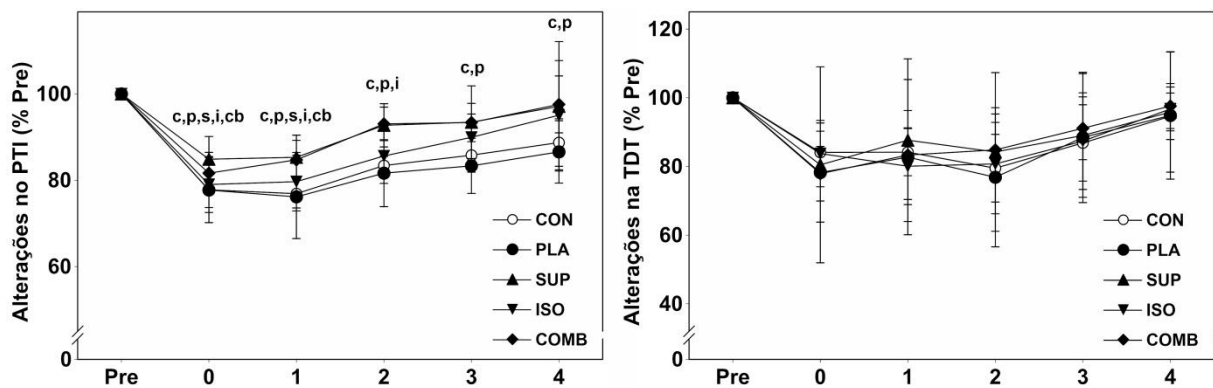 Alterações no PTI (% Pre)
100
80
60
0
c,p,s,i,cb
c,p,s,i,cb
c,p,i
c,p
c,p
CON
PLA
SUP
ISO
COMB
Pre 0 1 2 3 4
Alterações na TDT (% Pre)
120
100
80
60
40
0
CON
PLA
SUP
ISO
COMB
Pre 0 1 2 3 4